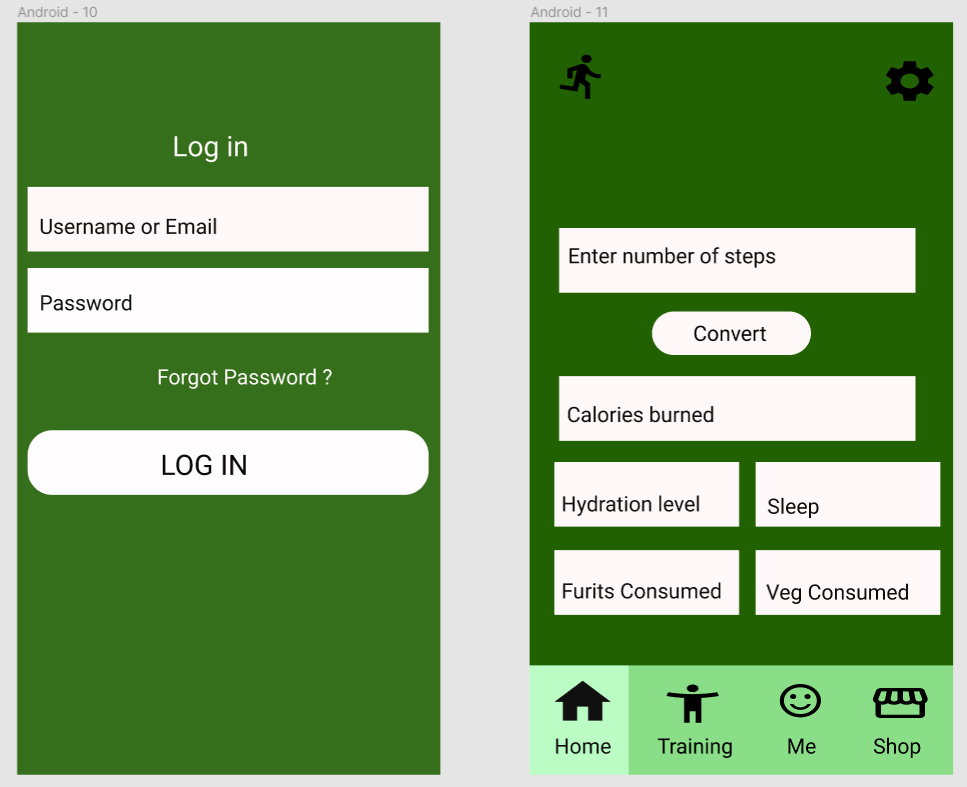 Android - 10
Log in
Username or Email
Password
Forgot Password ?
LOG IN
Android - 11
Enter number of steps
Convert
Calories burned
Hydration level
Sleep
Furits Consumed
Veg Consumed
Home
Training
Me
Shop